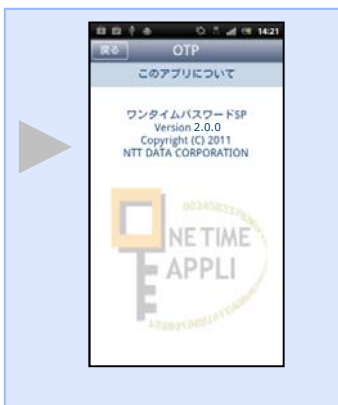 14:21
戻る OTP
このアプリについて
ワンタイムパスワードSP
Version 2.0.0
Copyright (C) 2011
NTT DATA CORPORATION
NE TIME
APPLI